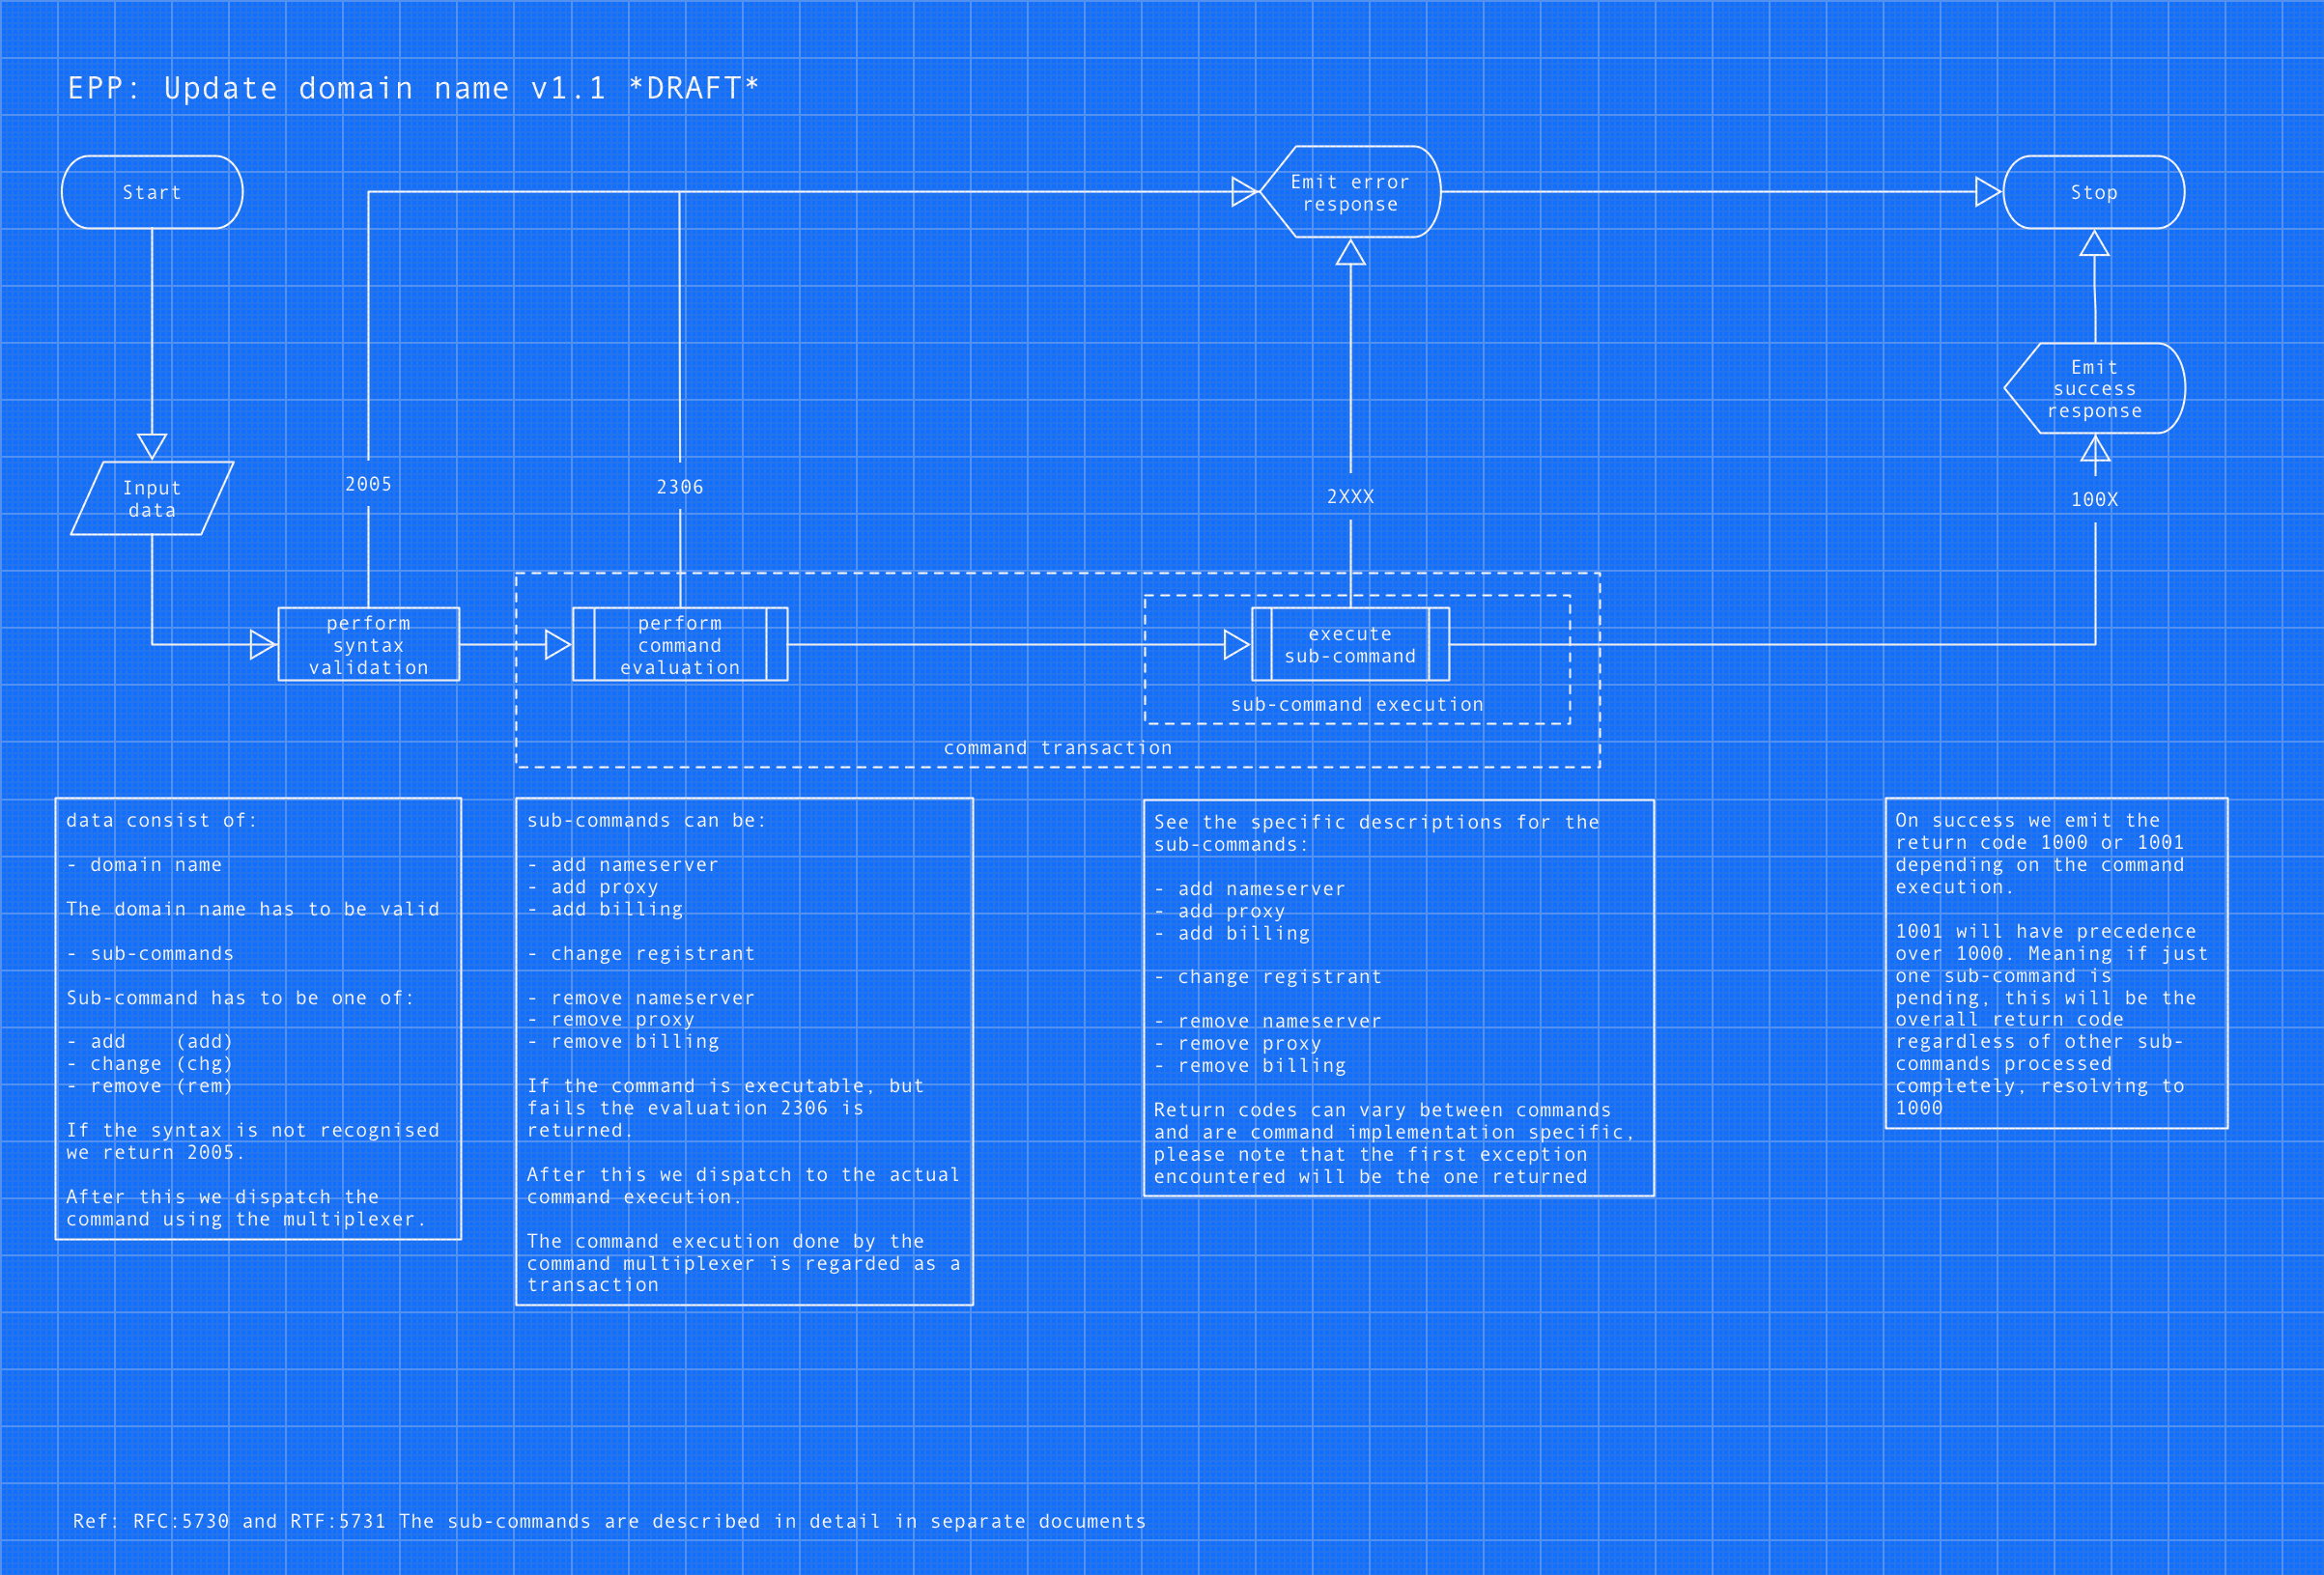 EPP: Update domain name v1.1 *DRAFT*
Start
Emit error
response
Stop
Emit
success
response
Input
data
2005
2306
2XXX
100X
perform
syntax
validation
perform
command
evaluation
execute
sub-command
sub-command execution
command transaction
data consist of:
- domain name
The domain name has to be valid
- sub-commands
Sub-command has to be one of:
- add    (add)
- change (chg)
- remove (rem)
If the syntax is not recognised
we return 2005.
After this we dispatch the
command using the multiplexer.
sub-commands can be:
- add nameserver
- add proxy
- add billing
- change registrant
- remove nameserver
- remove proxy
- remove billing
If the command is executable, but
fails the evaluation 2306 is
returned.
After this we dispatch to the actual
command execution.
The command execution done by the
command multiplexer is regarded as a
transaction
See the specific descriptions for the
sub-commands:
- add nameserver
- add proxy
- add billing
- change registrant
- remove nameserver
- remove proxy
- remove billing
Return codes can vary between commands
and are command implementation specific,
please note that the first exception
encountered will be the one returned
On success we emit the
return code 1000 or 1001
depending on the command
execution.
1001 will have precedence
over 1000. Meaning if just
one sub-command is
pending, this will be the
overall return code
regardless of other sub-
commands processed
completely, resolving to
1000
Ref: RFC:5730 and RTF:5731 The sub-commands are described in detail in separate documents